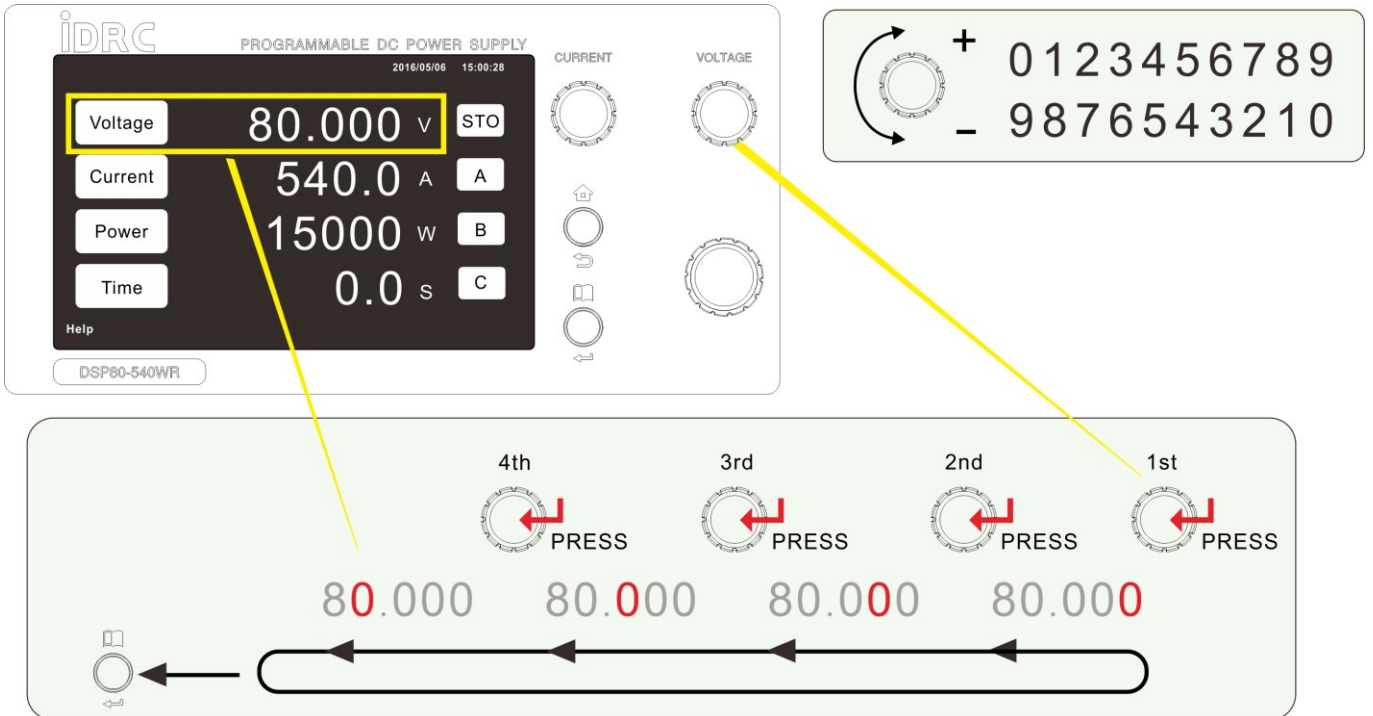 iDRC
PROGRAMMABLE DC POWER SUPPLY
2016/05/06 15:00:28
Voltage 80.000 V STO
Current 540.0 A A
Power 15000 W B
Time 0.0 S C
Help
DSP80-540WR
CURRENT
VOLTAGE
+ 0123456789
- 9876543210
4th 3rd 2nd 1st
PRESS PRESS PRESS PRESS
80.000 80.000 80.000 80.000